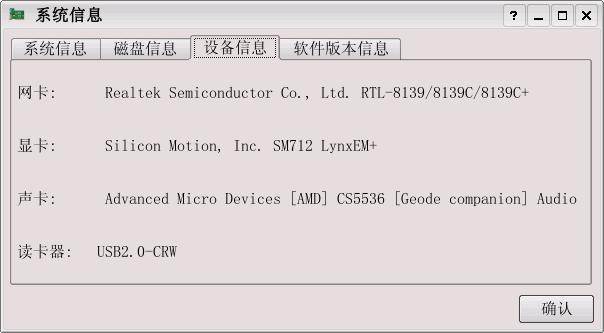 系统信息
系统信息 磁盘信息 设备信息 软件版本信息
网卡: Realtek Semiconductor Co., Ltd. RTL-8139/8139C/8139C+
显卡: Silicon Motion, Inc. SM712 LynxEM+
声卡: Advanced Micro Devices [AMD] CS5536 [Geode companion] Audio
读卡器: USB2.0-CRW
确认